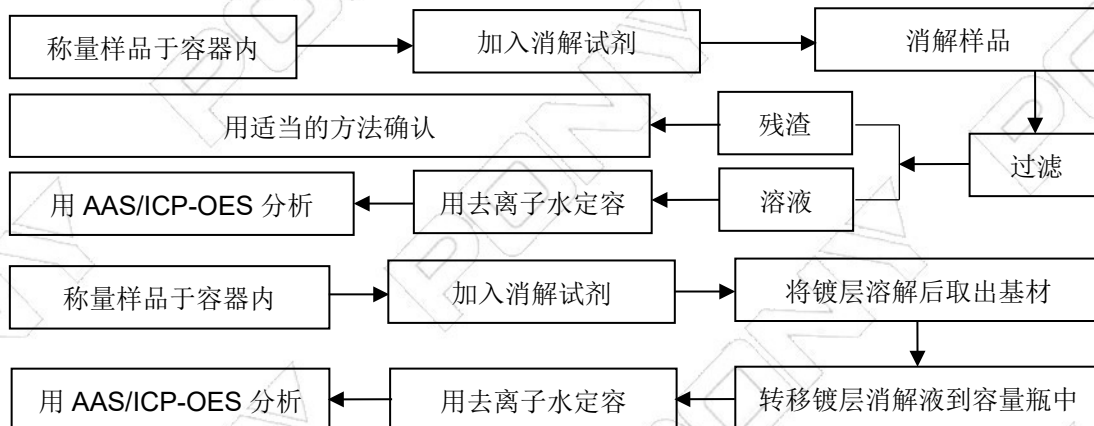 称量样品于容器内
加入消解试剂
消解样品
用适当的方法确认
残渣
过滤
用 AAS/ICP-OES 分析
用去离子水定容
溶液
称量样品于容器内
加入消解试剂
将镀层溶解后取出基材
用 AAS/ICP-OES 分析
用去离子水定容
转移镀层消解液到容量瓶中
PONY